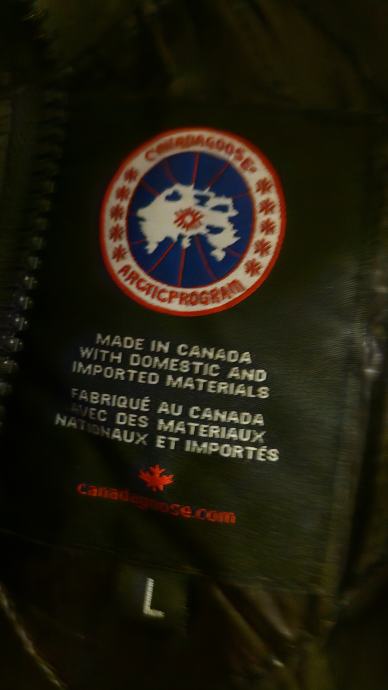 CANADA GOOSE®
ARCTIC PROGRAM
MADE IN CANADA
WITH DOMESTIC AND
IMPORTED MATERIALS
FABRIQUÉ AU CANADA
AVEC DES MATERIAUX
NATIONAUX ET IMPORTÉS
canadagoose.com
L